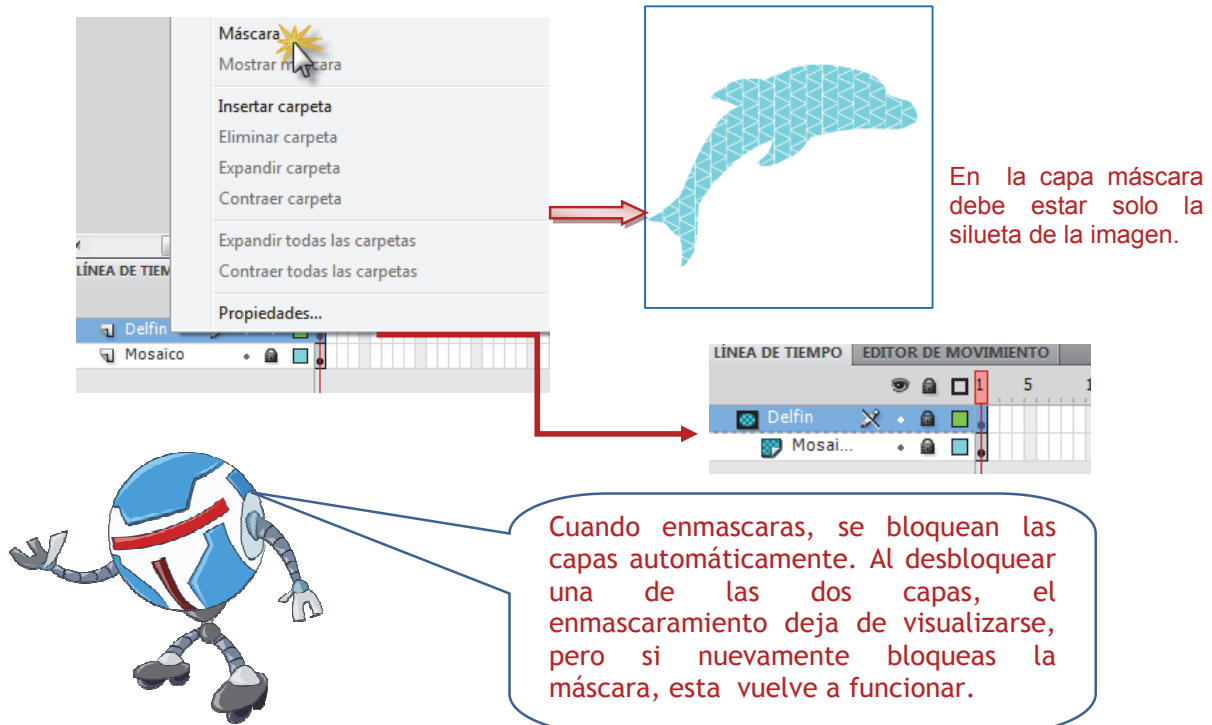 Máscara
Mostrar máscara
Insertar carpeta
Eliminar carpeta
Expandir carpeta
Contraer carpeta
Expandir todas las carpetas
Contraer todas las carpetas
Propiedades...
LÍNEA DE TIEM
Delfin
Mosaico
En la capa máscara
debe estar solo la
silueta de la imagen.
LÍNEA DE TIEMPO EDITOR DE MOVIMIENTO
1 5 1
Delfin
Mosai...
Cuando enmascaras, se bloquean las
capas automáticamente. Al desbloquear
una de las dos capas, el
enmascaramiento deja de visualizarse,
pero si nuevamente bloqueas la
máscara, esta vuelve a funcionar.